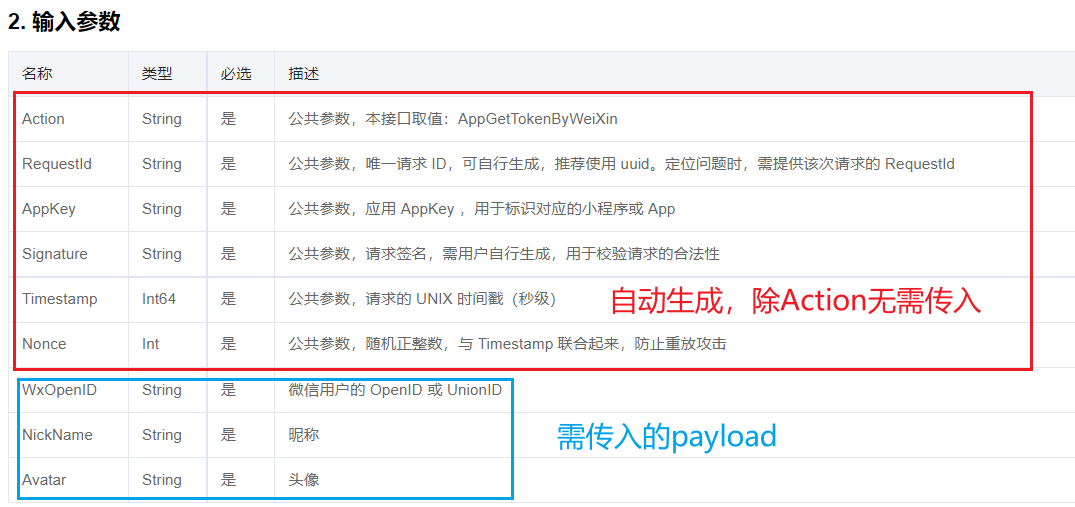 2. 输入参数
名称 类型 必选 描述
Action String 是 公共参数，本接口取值：AppGetTokenByWeiXin
RequestId String 是 公共参数，唯一请求 ID，可自行生成，推荐使用 uuid。定位问题时，需提供该次请求的 RequestId
AppKey String 是 公共参数，应用 AppKey ，用于标识对应的小程序或 App
Signature String 是 公共参数，请求签名，需用户自行生成，用于校验请求的合法性
Timestamp Int64 是 公共参数，请求的 UNIX 时间戳（秒级）
自动生成，除Action无需传入
Nonce Int 是 公共参数，随机正整数，与 Timestamp 联合起来，防止重放攻击
WxOpenID String 是 微信用户的 OpenID 或 UnionID
NickName String 是 昵称
需传入的payload
Avatar String 是 头像